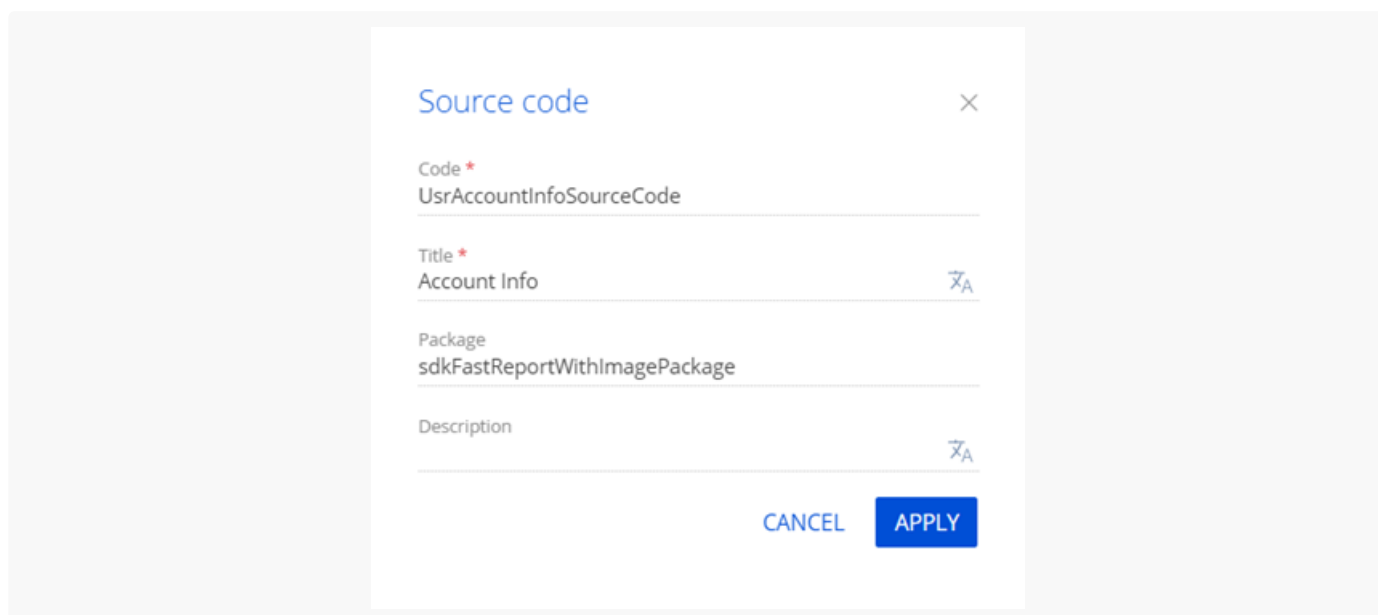 Source code
Code *
UsrAccountInfoSourceCode
Title *
Account Info
Package
sdkFastReportWithImagePackage
Description
CANCEL APPLY